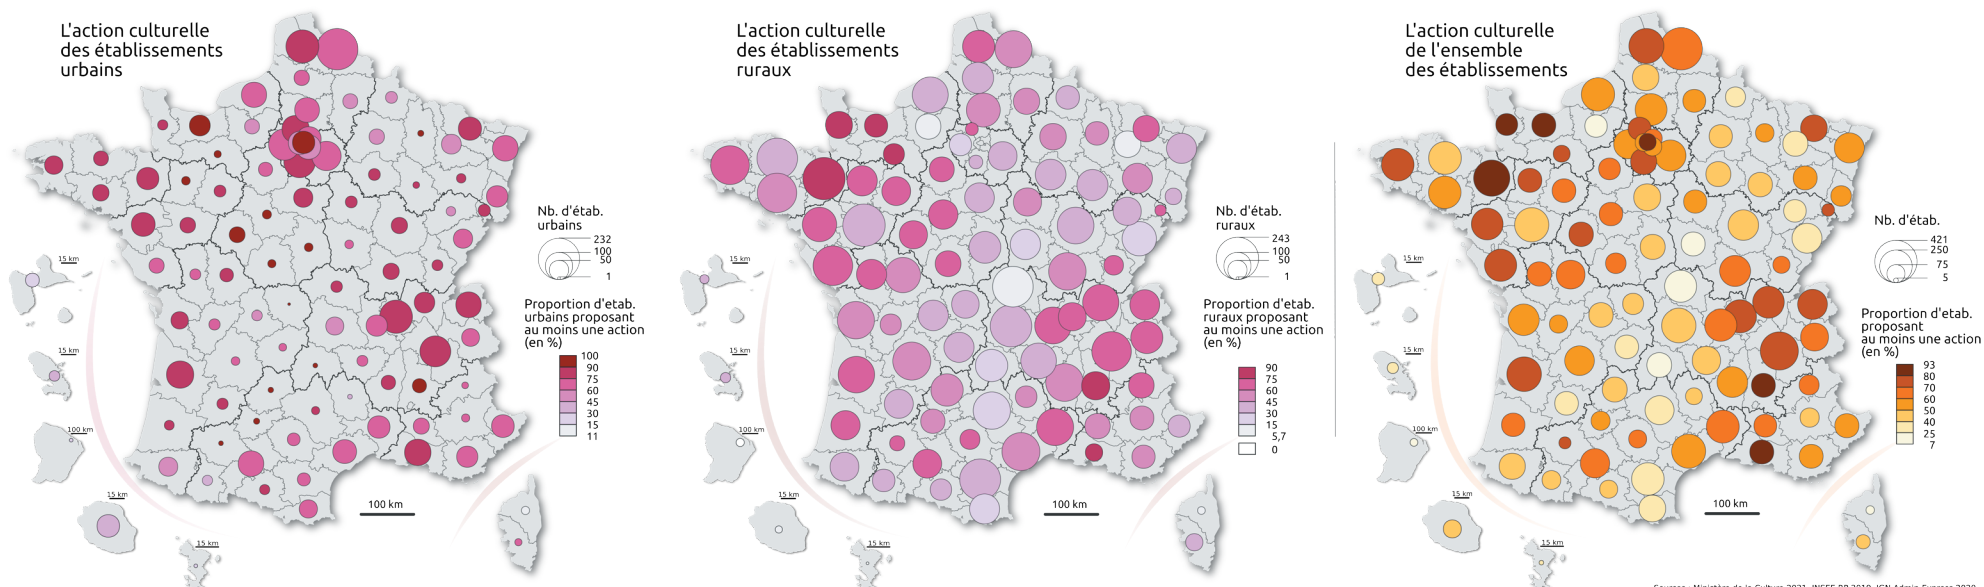 L'action culturelle
des établissements
urbains
Nb. d'étab.
urbains
232
100
50
1
Proportion d'etab.
urbains proposant
au moins une action
(en %)
100
90
75
60
45
30
15
11
15 km
15 km
100 km
15 km
15 km
100 km
L'action culturelle
des établissements
ruraux
Nb. d'étab.
ruraux
243
100
50
1
Proportion d'etab.
ruraux proposant
au moins une action
(en %)
90
75
60
45
30
15
5,7
0
15 km
15 km
100 km
15 km
15 km
100 km
L'action culturelle
de l'ensemble
des établissements
Nb. d'étab.
421
250
75
5
Proportion d'etab.
proposant
au moins une action
(en %)
93
80
70
60
50
40
25
7
15 km
15 km
100 km
15 km
15 km
100 km